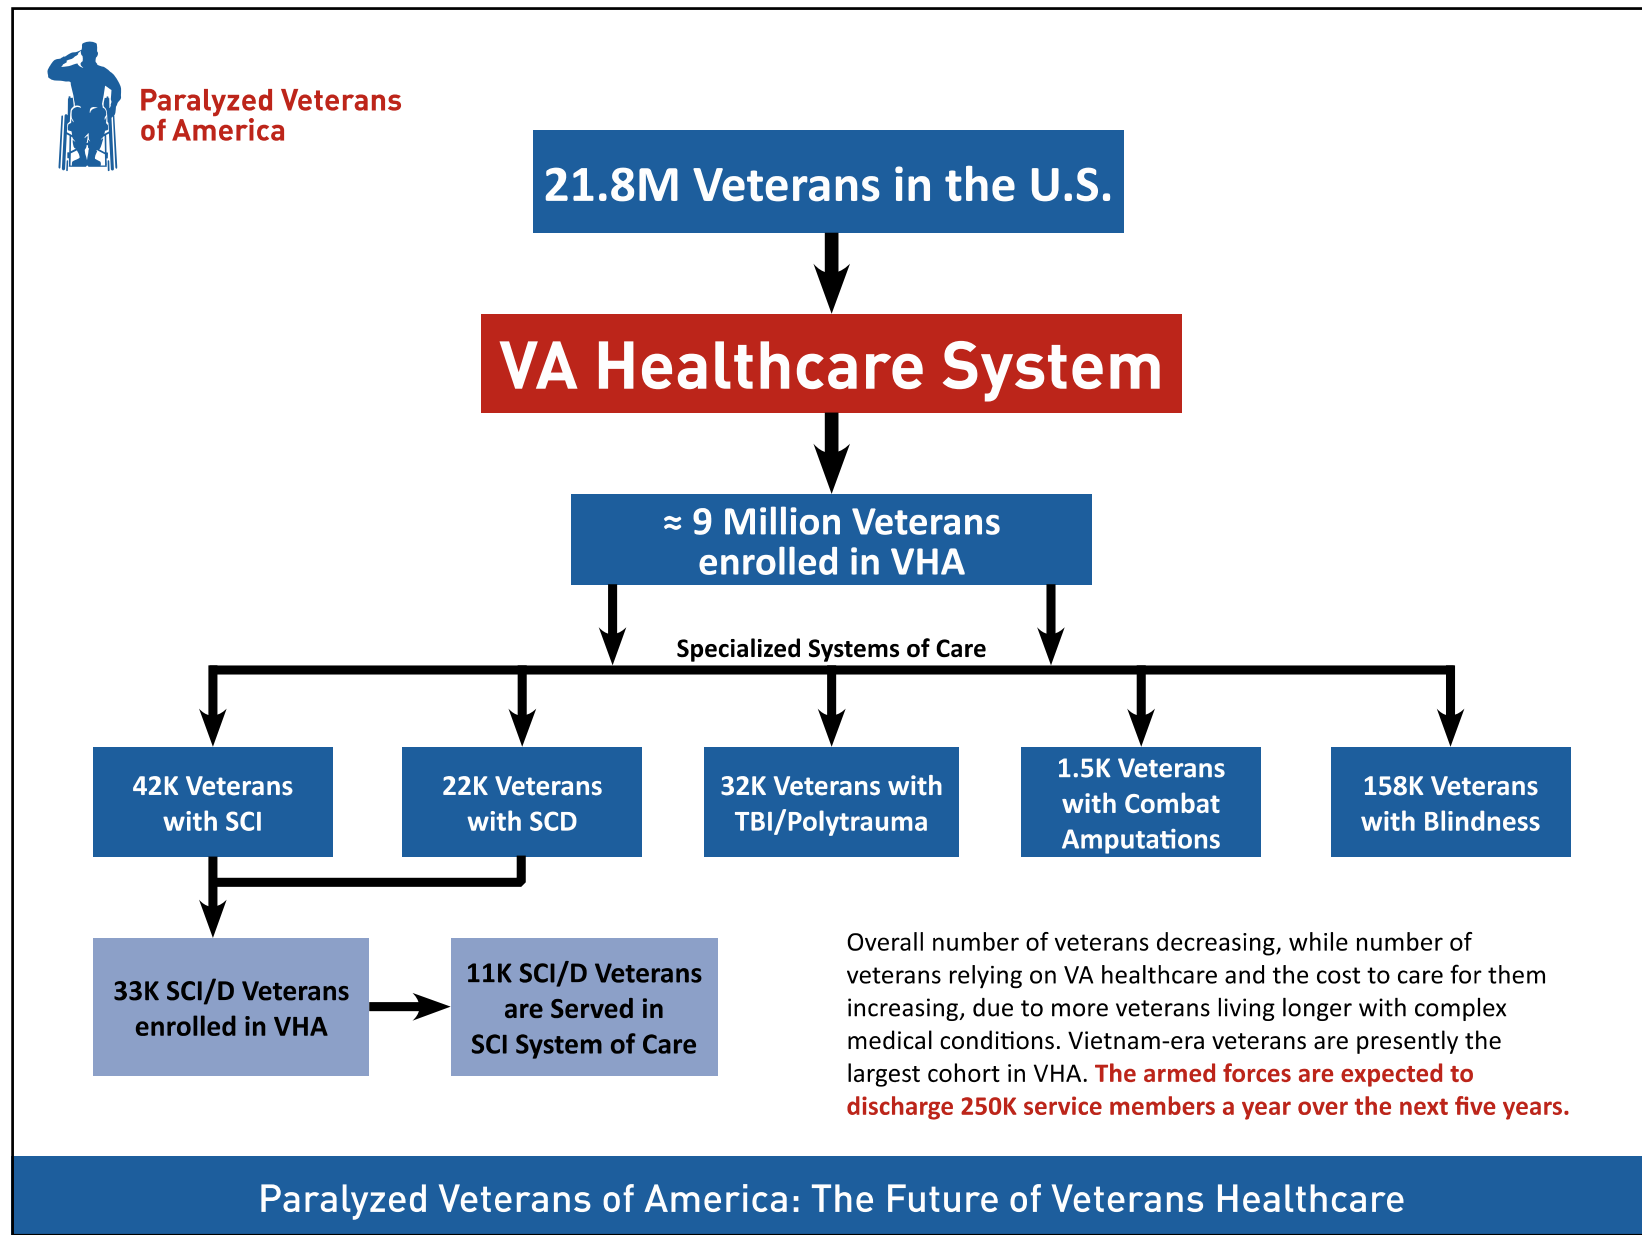 Paralyzed Veterans
of America
21.8M Veterans in the U.S.
VA Healthcare System
≈ 9 Million Veterans
enrolled in VHA
Specialized Systems of Care
42K Veterans
with SCI
22K Veterans
with SCD
32K Veterans with
TBI/Polytrauma
1.5K Veterans
with Combat
Amputations
158K Veterans
with Blindness
33K SCI/D Veterans
enrolled in VHA
11K SCI/D Veterans
are Served in
SCI System of Care
Overall number of veterans decreasing, while number of
veterans relying on VA healthcare and the cost to care for them
increasing, due to more veterans living longer with complex
medical conditions. Vietnam-era veterans are presently the
largest cohort in VHA. The armed forces are expected to
discharge 250K service members a year over the next five years.
Paralyzed Veterans of America: The Future of Veterans Healthcare